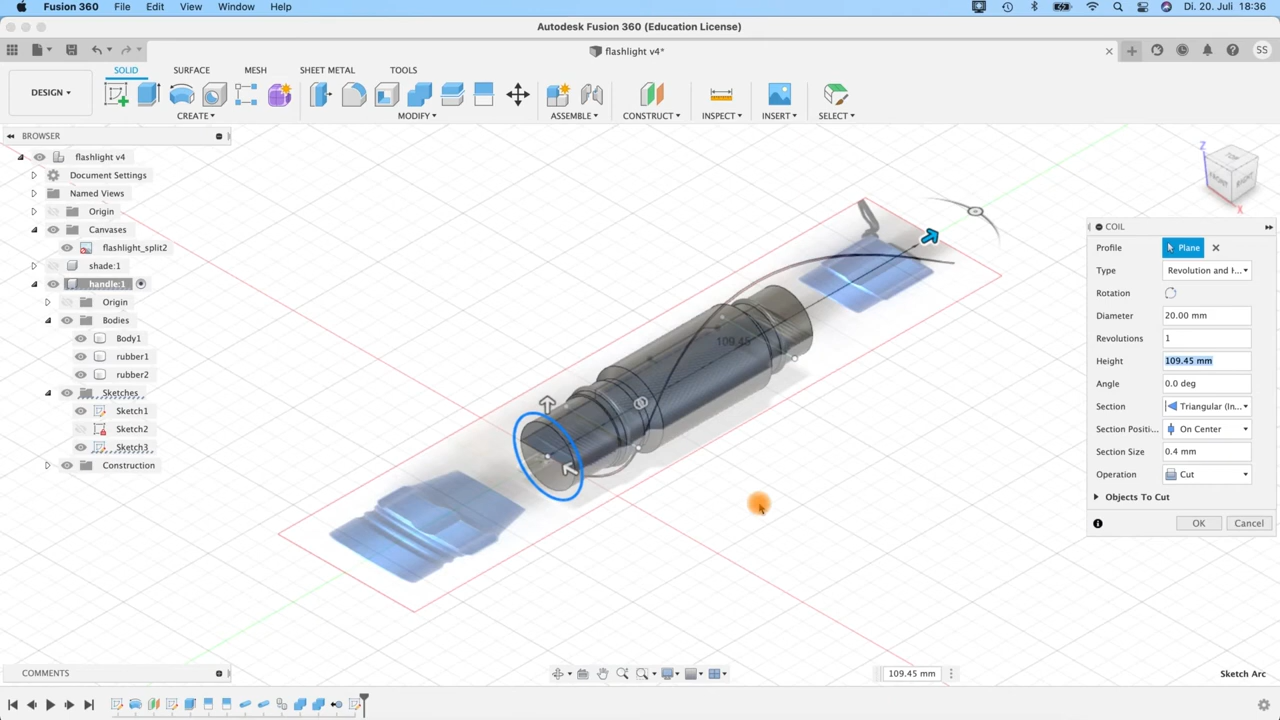 Fusion 360 File Edit View Window Help Di. 20. Juli 18:36
Autodesk Fusion 360 (Education License)
flashlight v4*
SS
DESIGN
SOLID SURFACE MESH SHEET METAL TOOLS
CREATE MODIFY ASSEMBLE CONSTRUCT INSPECT INSERT SELECT
BROWSER
flashlight v4
Document Settings
Named Views
Origin
Canvases
flashlight_split2
shade:1
handle:1
Origin
Bodies
Body1
rubber1
rubber2
Sketches
Sketch1
Sketch2
Sketch3
Construction
Z
TOP
FRONT
RIGHT
X
109.45
COIL
Profile Plane
Type Revolution and H...
Rotation
Diameter 20.00 mm
Revolutions 1
Height 109.45 mm
Angle 0.0 deg
Section Triangular (In...
Section Positi... On Center
Section Size 0.4 mm
Operation Cut
Objects To Cut
OK Cancel
COMMENTS
109.45 mm
Sketch Arc